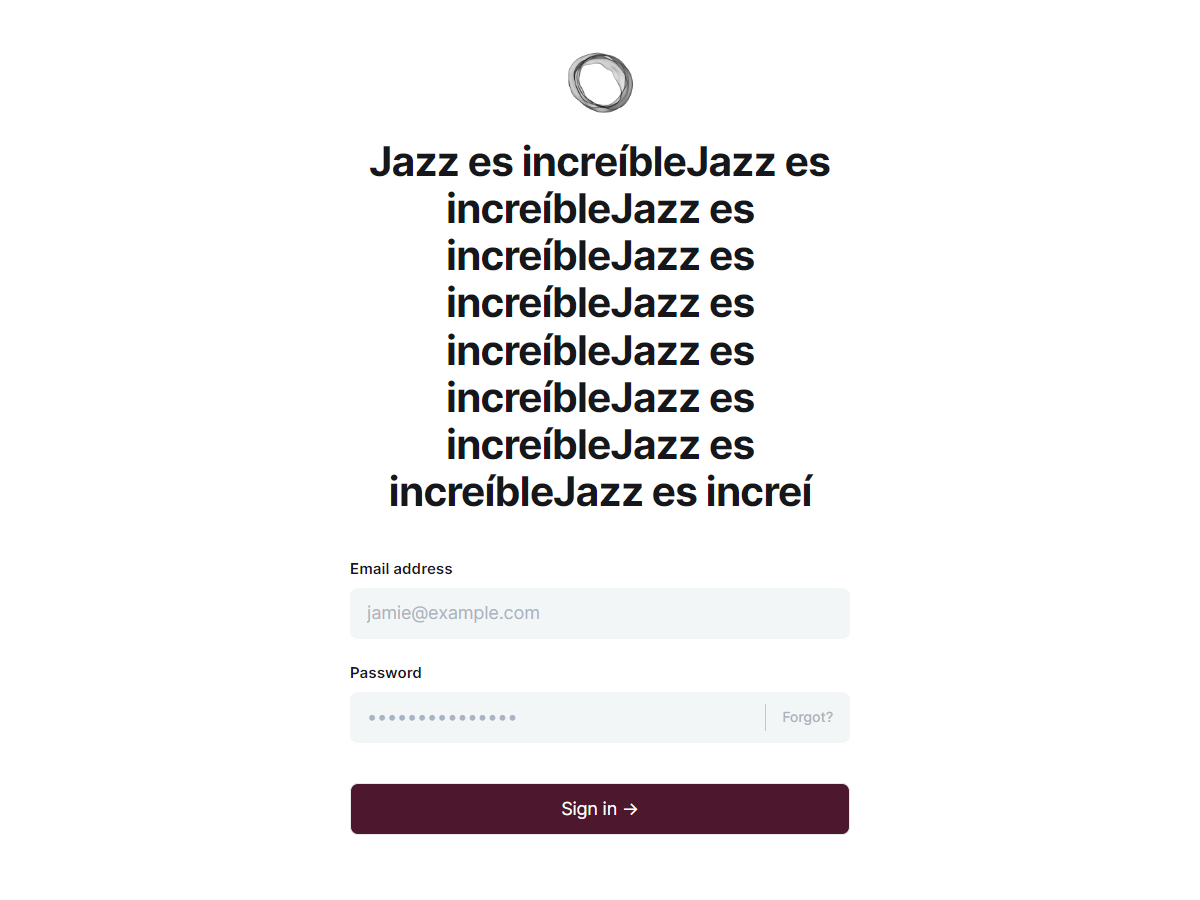 Jazz es increíbleJazz es
increíbleJazz es
increíbleJazz es
increíbleJazz es
increíbleJazz es
increíbleJazz es
increíbleJazz es
increíbleJazz es increí
Email address
jamie@example.com
Password
•••••••••••••••
Forgot?
Sign in →